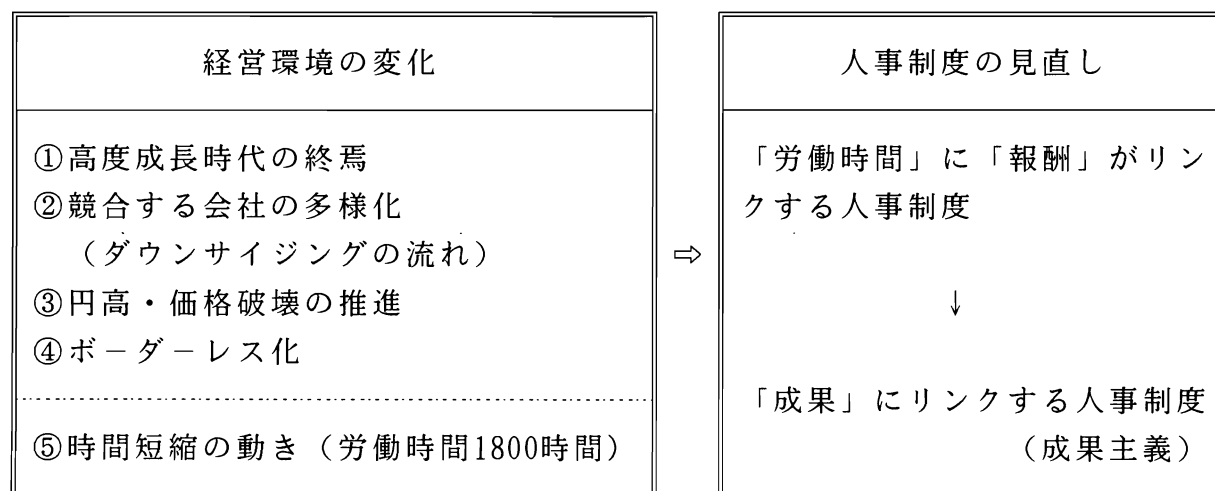 経営環境の変化
①高度成長時代の終焉
②競合する会社の多様化
（ダウンサイジングの流れ）
③円高・価格破壊の推進
④ボーダーレス化
⑤時間短縮の動き（労働時間1800時間）
⇨
人事制度の見直し
「労働時間」に「報酬」がリン
クする人事制度
↓
「成果」にリンクする人事制度
（成果主義）